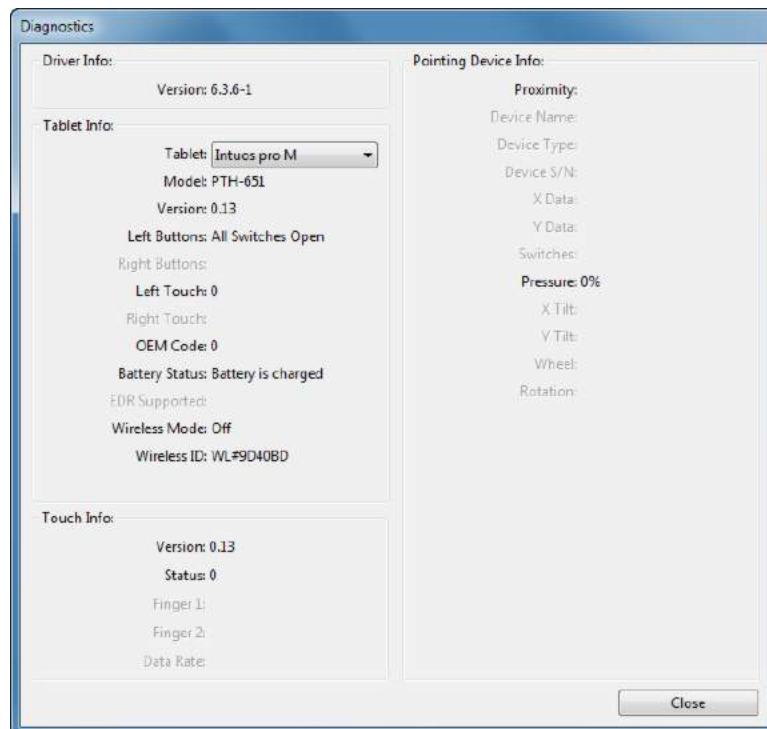 Diagnostics
Driver Info:
Version: 6.3.6-1
Tablet Info:
Tablet: Intuos pro M
Model: PTH-651
Version: 0.13
Left Buttons: All Switches Open
Right Buttons:
Left Touch: 0
Right Touch:
OEM Code: 0
Battery Status: Battery is charged
EDR Supported:
Wireless Mode: Off
Wireless ID: WL#9D40BD
Touch Info:
Version: 0.13
Status: 0
Finger 1:
Finger 2:
Data Rate:
Pointing Device Info:
Proximity:
Device Name:
Device Type:
Device S/N:
X Data:
Y Data:
Switches:
Pressure: 0%
X Tilt:
Y Tilt:
Wheel:
Rotation:
Close